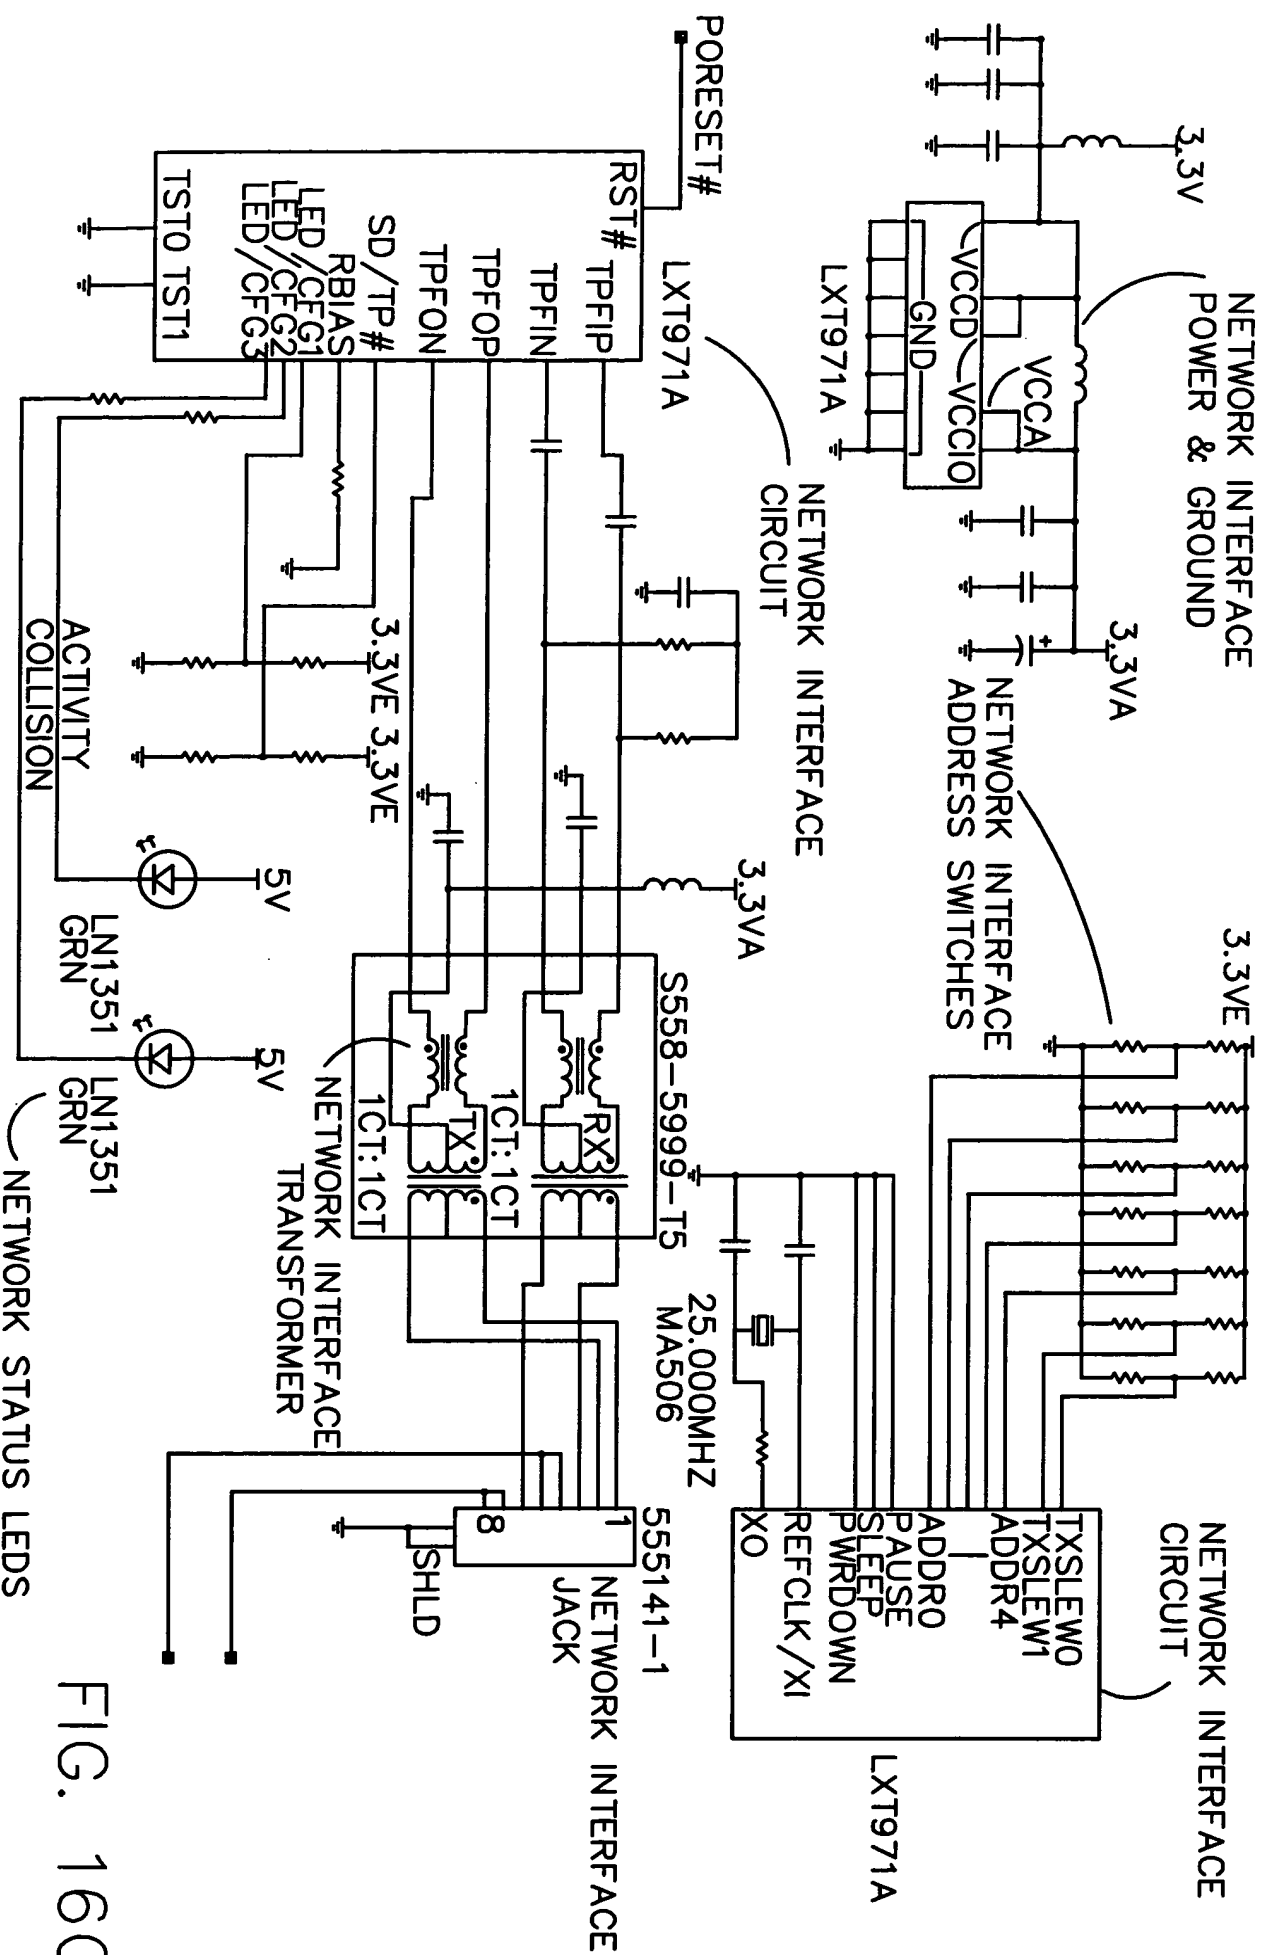 NETWORK INTERFACE
POWER & GROUND
3.3V
VCCD
VCCIO
VCCA
GND
LXT971A
3.3VA
NETWORK INTERFACE
ADDRESS SWITCHES
3.3VE
NETWORK INTERFACE
CIRCUIT
TXSLEW0
TXSLEW1
ADDR4
ADDR0
PAUSE
SLEEP
PWRDOWN
REFCLK/XI
XO
LXT971A
25.000MHZ
MA506
PORESET#
LXT971A
NETWORK INTERFACE
CIRCUIT
RST#
TPFIP
TPFIN
TPFOP
TPFON
SD/TP#
RBIAS
LED/CFG1
LED/CFG2
LED/CFG3
TST0 TST1
3.3VE 3.3VE
3.3VA
S558-5999-T5
RX
1CT:1CT
TX
1CT:1CT
NETWORK INTERFACE
TRANSFORMER
555141-1
1
8
SHLD
NETWORK INTERFACE
JACK
ACTIVITY
COLLISION
5V
LN1351
GRN
5V
LN1351
GRN
NETWORK STATUS LEDS